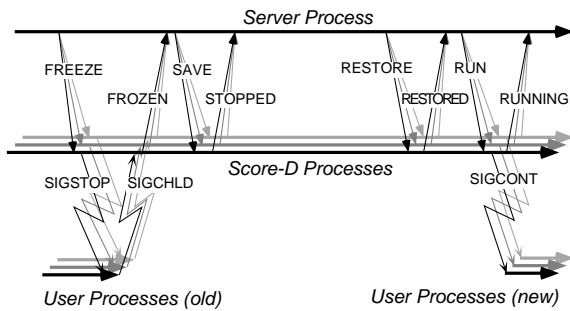 Server Process
FREEZE
SAVE
RESTORE
RUN
FROZEN
STOPPED
RESTORED
RUNNING
Score-D Processes
SIGSTOP
SIGCHLD
SIGCONT
User Processes (old)
User Processes (new)